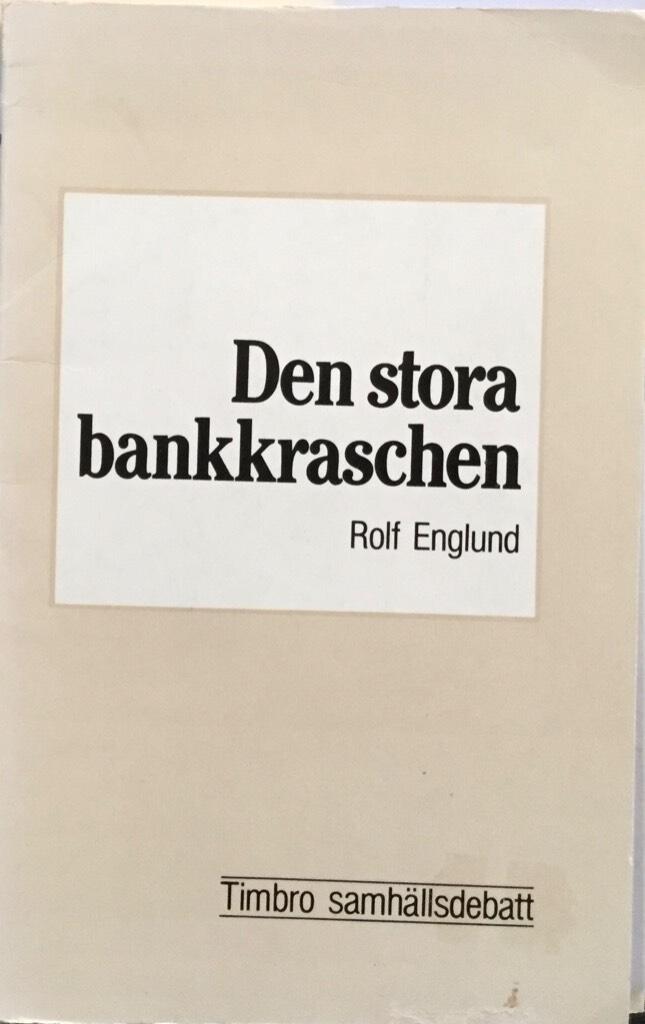 Den stora
bankkraschen
Rolf Englund
Timbro samhällsdebatt